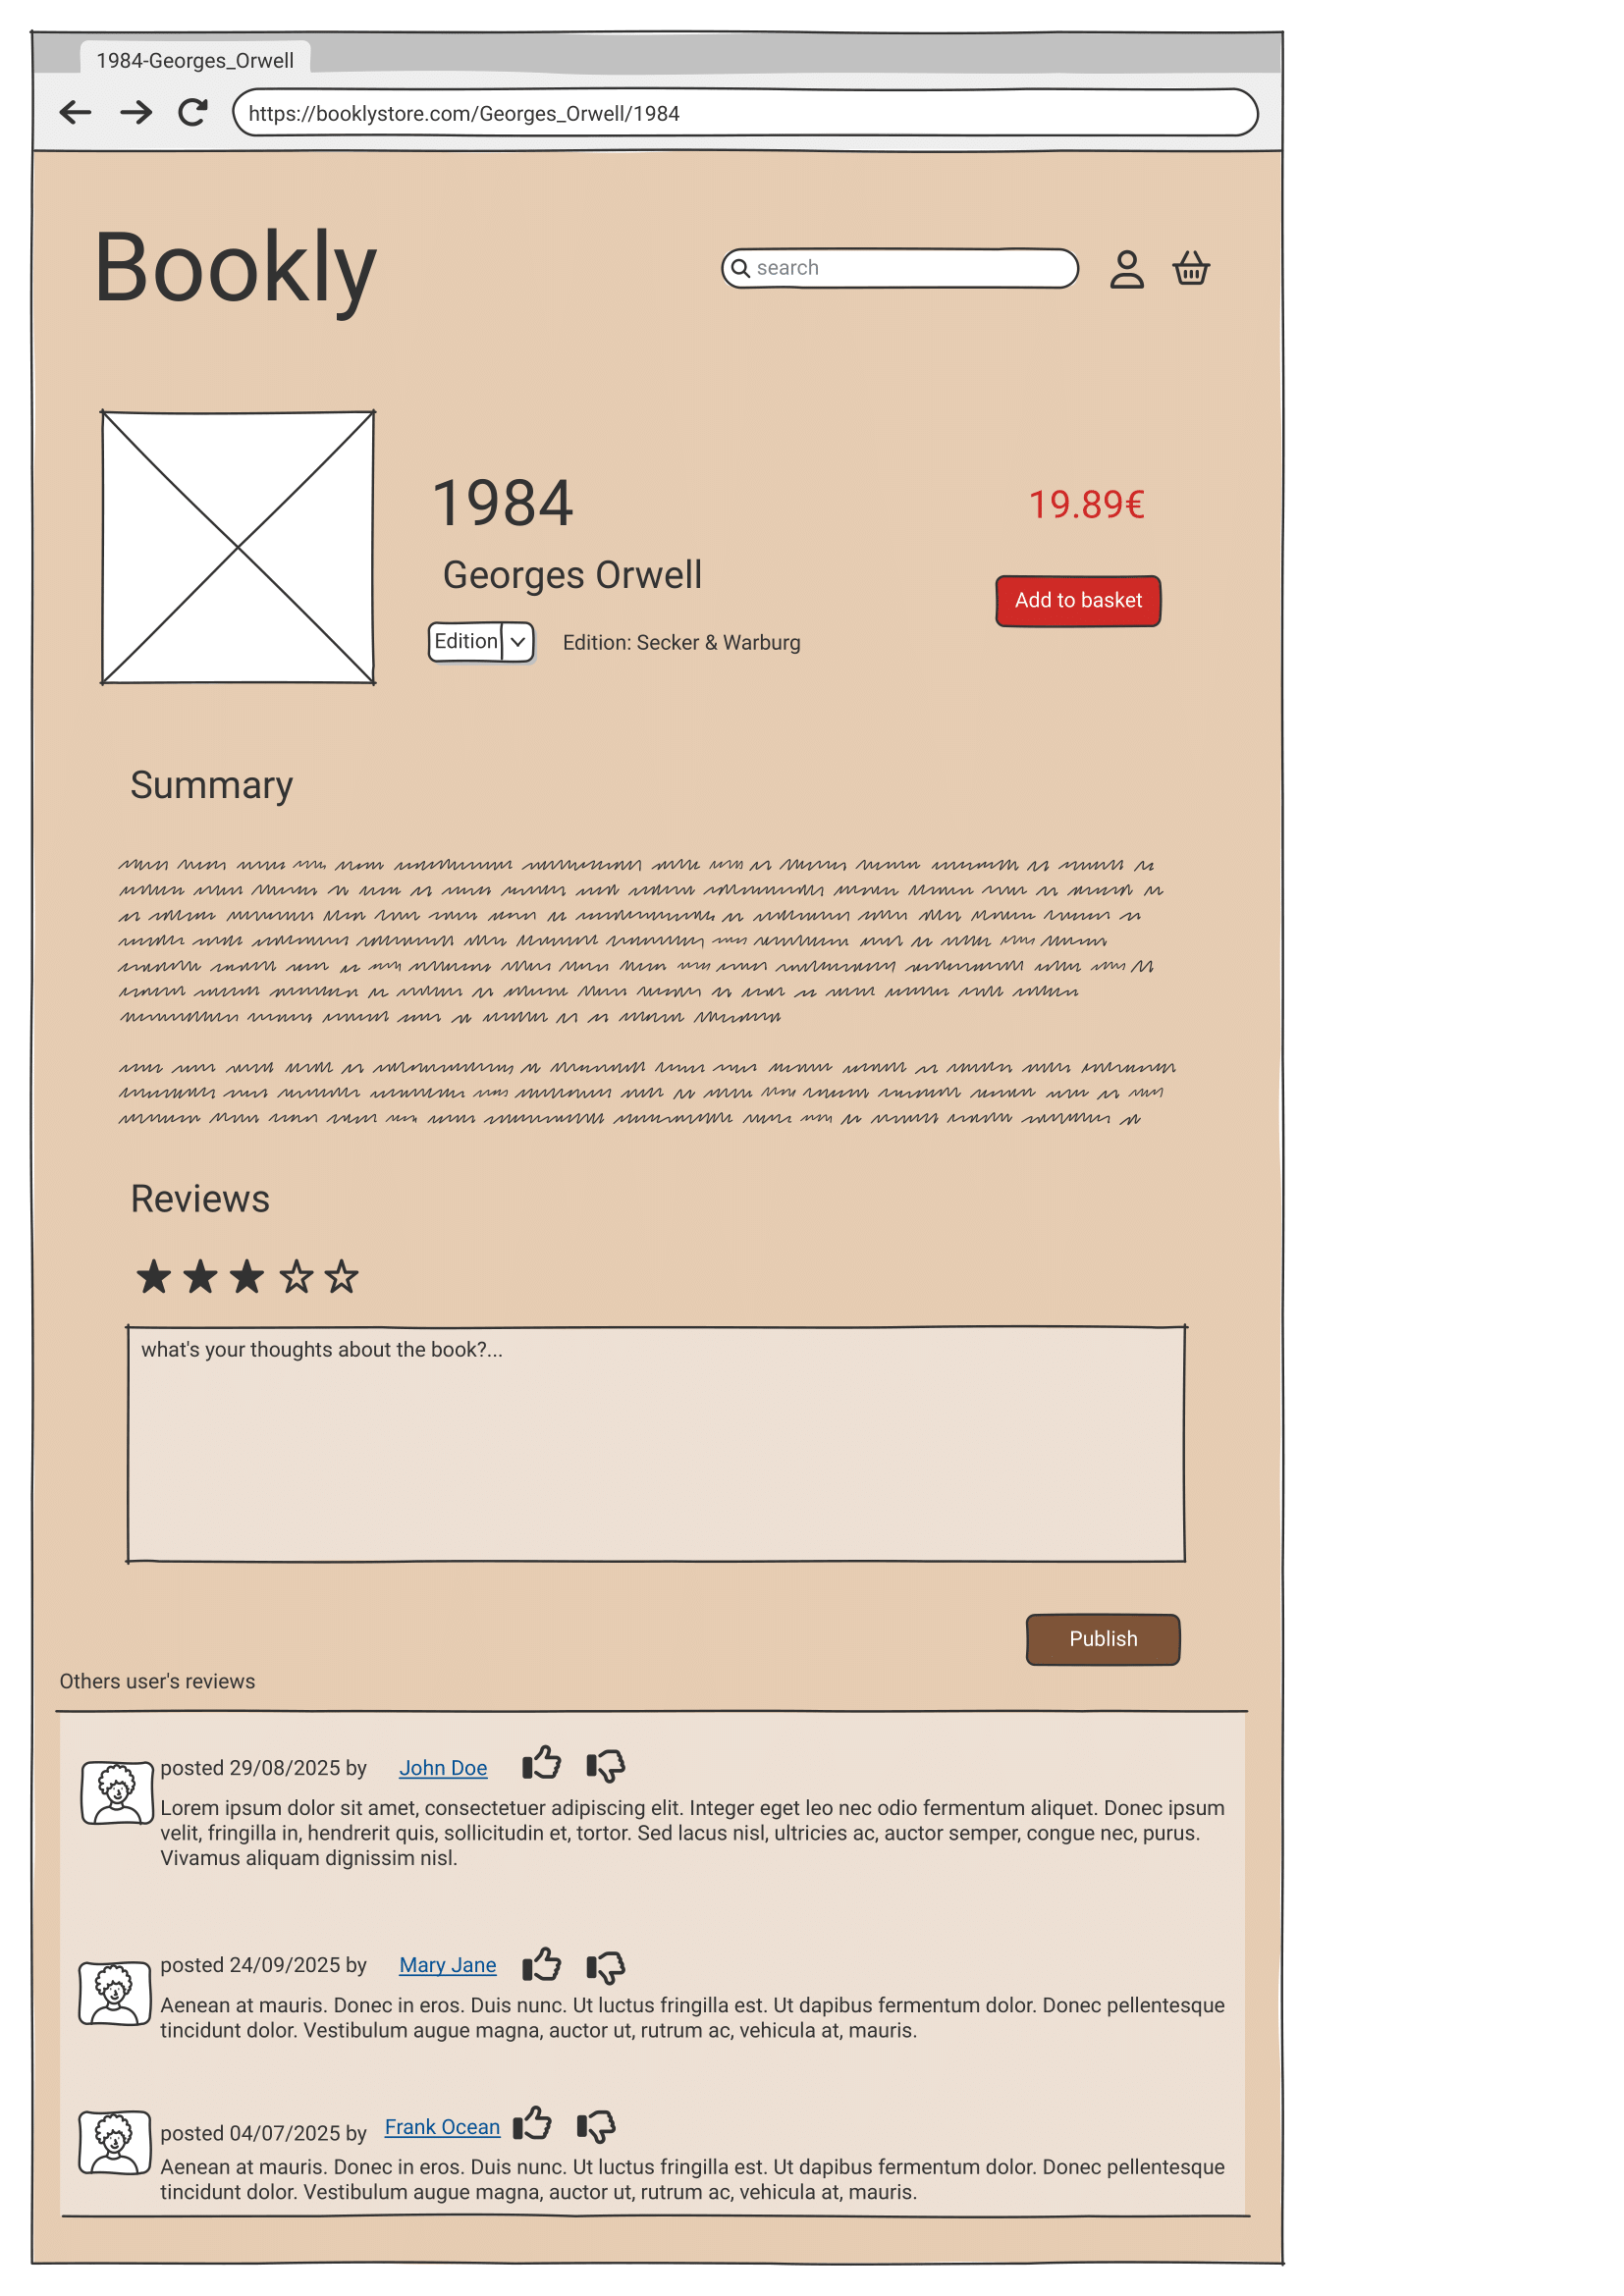 1984-Georges_Orwell
https://booklystore.com/Georges_Orwell/1984
Bookly
search
1984
19.89€
Georges Orwell
Add to basket
Edition
Edition: Secker & Warburg
Summary
Reviews
what's your thoughts about the book?...
Publish
Others user's reviews
posted 29/08/2025 by John Doe
Lorem ipsum dolor sit amet, consectetuer adipiscing elit. Integer eget leo nec odio fermentum aliquet. Donec ipsum
velit, fringilla in, hendrerit quis, sollicitudin et, tortor. Sed lacus nisl, ultricies ac, auctor semper, congue nec, purus.
Vivamus aliquam dignissim nisl.
posted 24/09/2025 by Mary Jane
Aenean at mauris. Donec in eros. Duis nunc. Ut luctus fringilla est. Ut dapibus fermentum dolor. Donec pellentesque
tincidunt dolor. Vestibulum augue magna, auctor ut, rutrum ac, vehicula at, mauris.
posted 04/07/2025 by Frank Ocean
Aenean at mauris. Donec in eros. Duis nunc. Ut luctus fringilla est. Ut dapibus fermentum dolor. Donec pellentesque
tincidunt dolor. Vestibulum augue magna, auctor ut, rutrum ac, vehicula at, mauris.